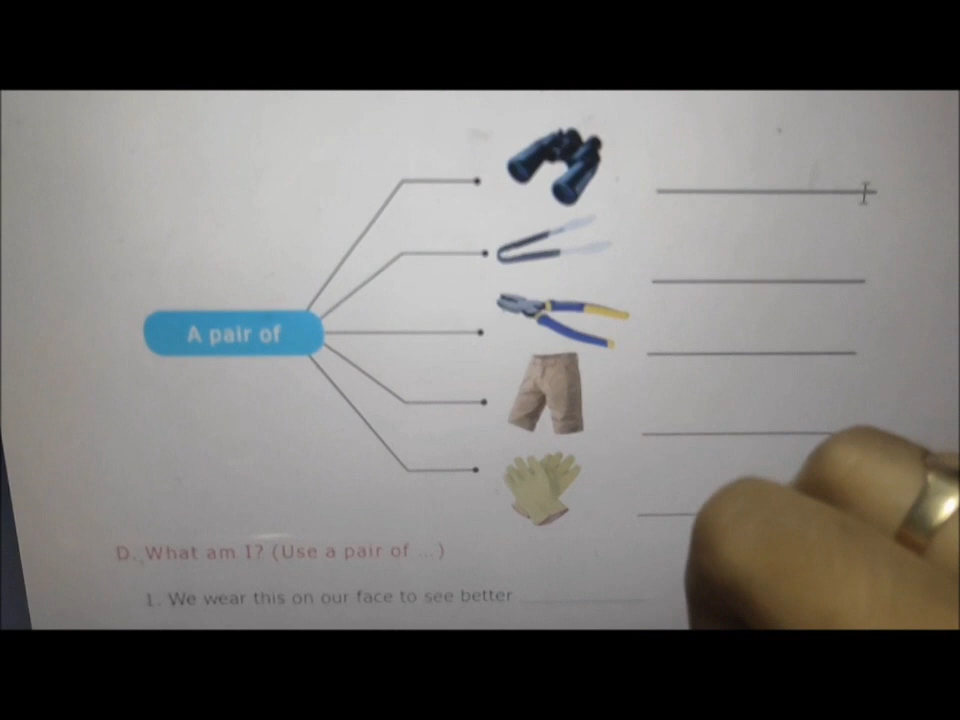 A pair of
D. What am I? (Use a pair of ...)
1. We wear this on our face to see better